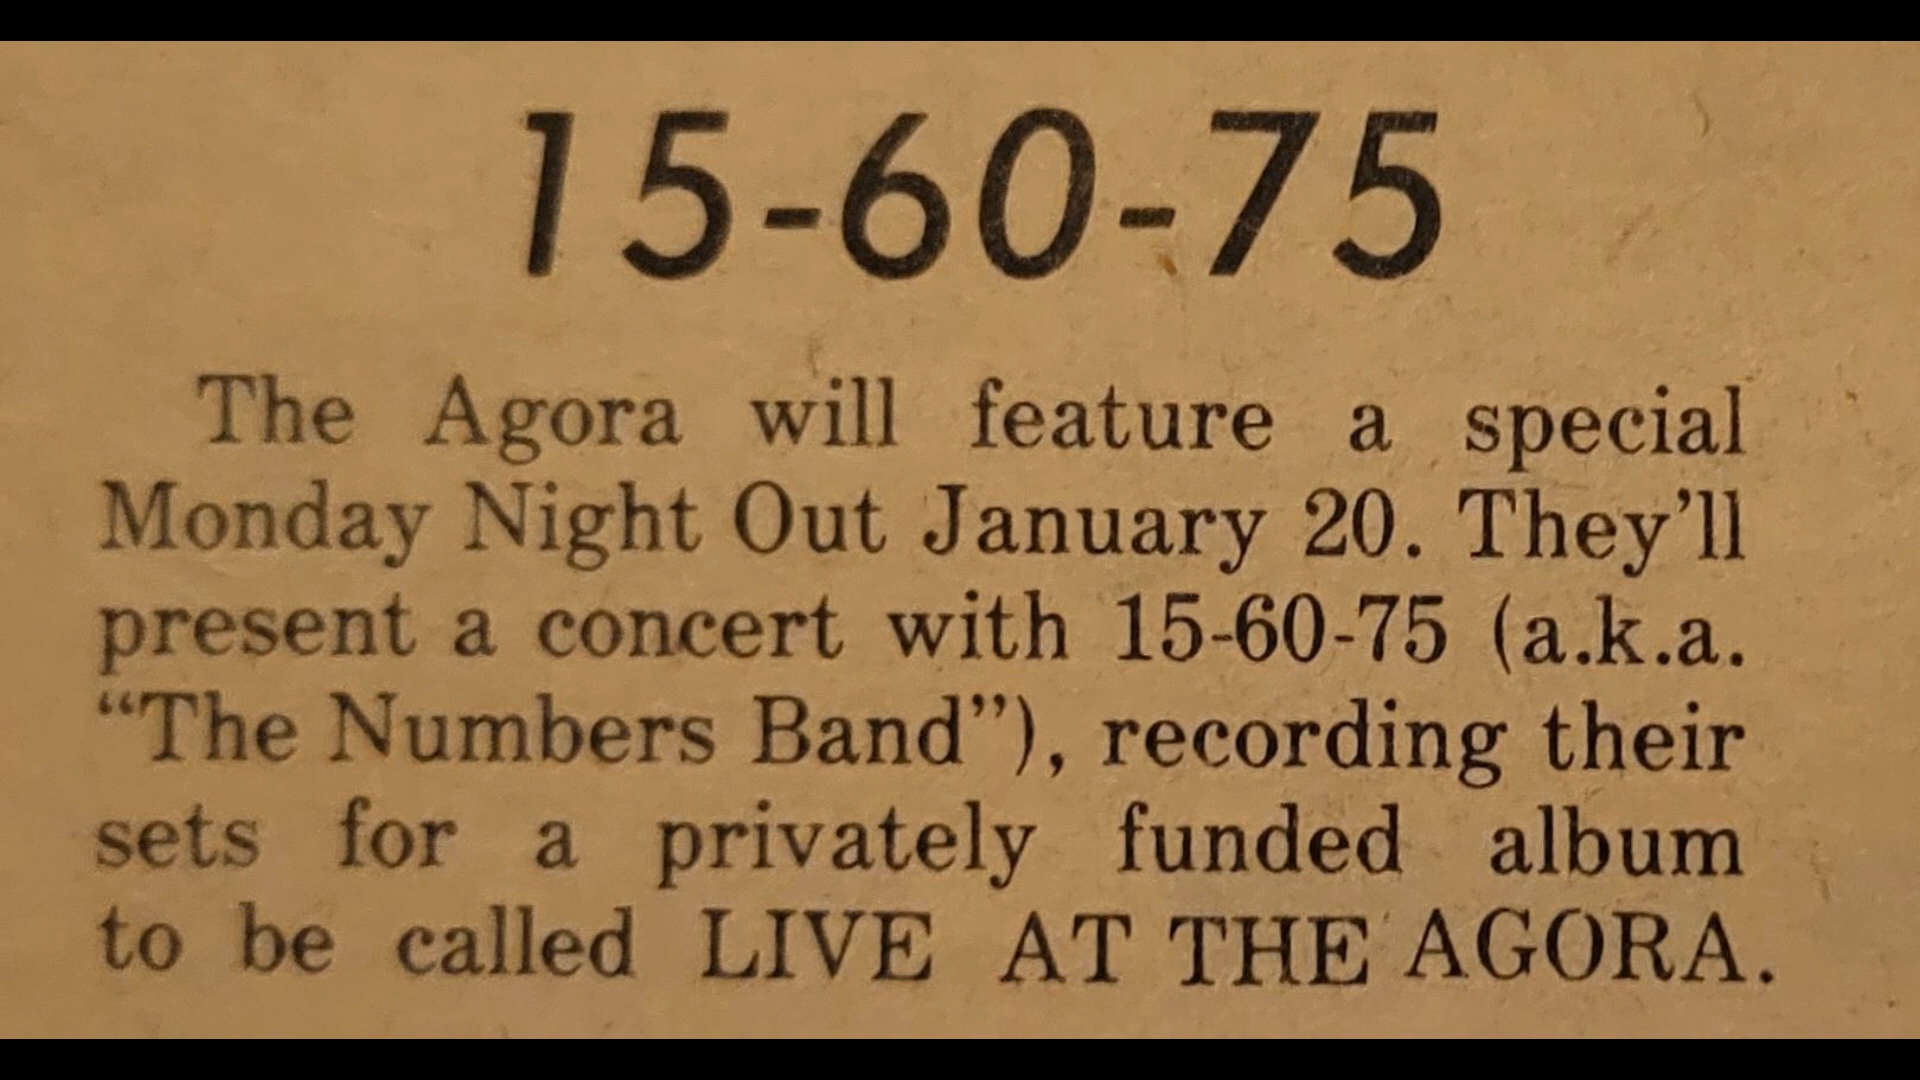 15-60-75
The Agora will feature a special
Monday Night Out January 20. They'll
present a concert with 15-60-75 (a.k.a.
“The Numbers Band”), recording their
sets for a privately funded album
to be called LIVE AT THE AGORA.